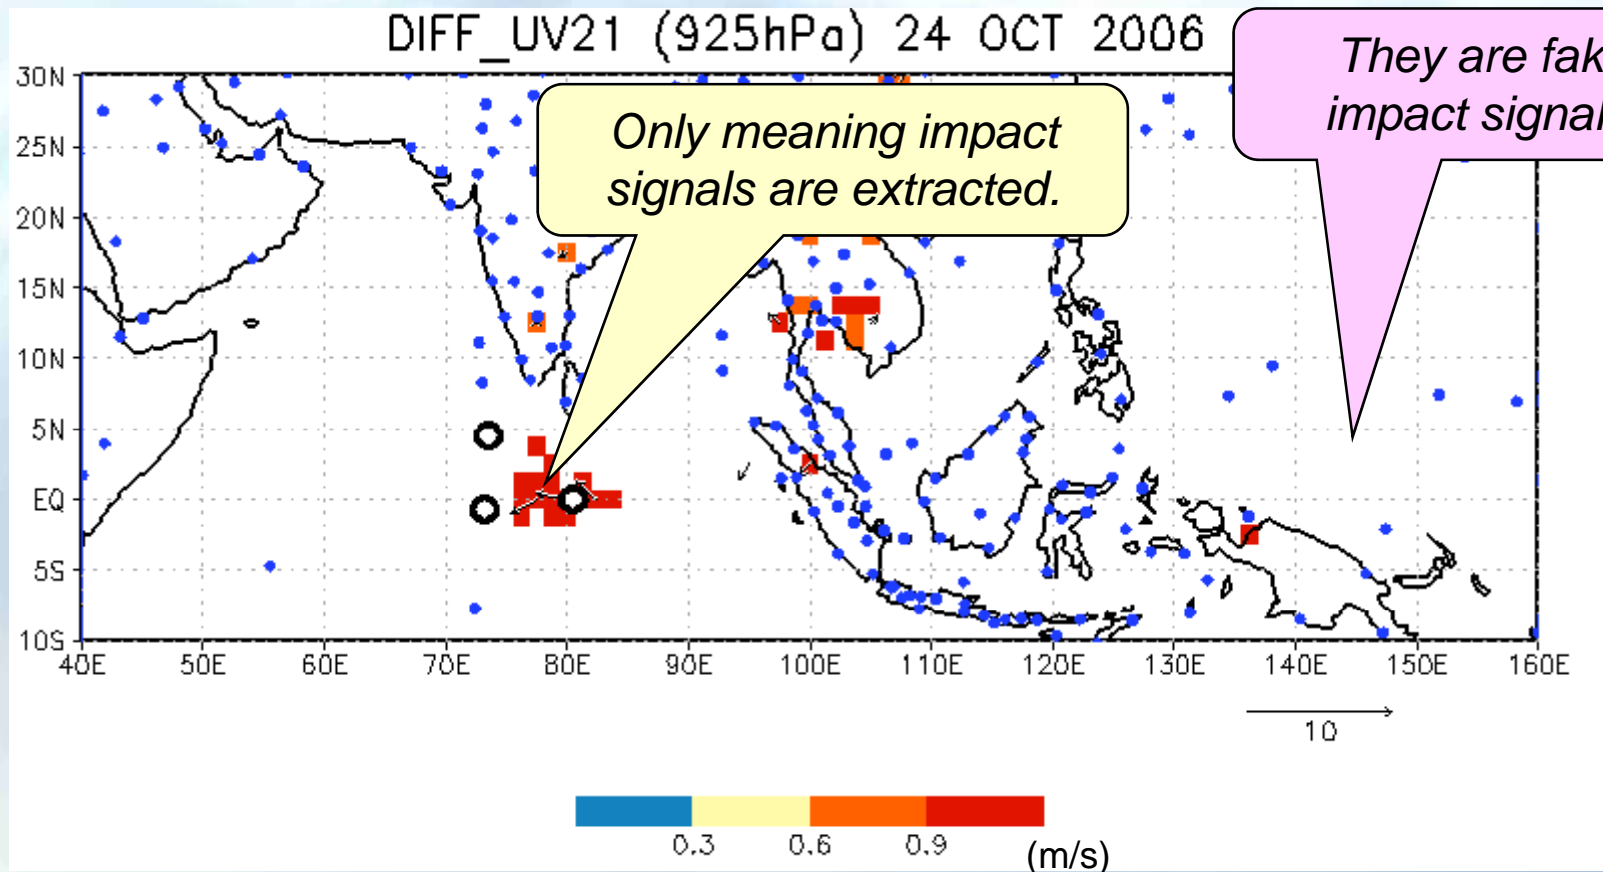 DIFF_UV21 (925hPa) 24 OCT 2006
They are fak
impact signal
Only meaning impact
signals are extracted.
30N
25N
20N
15N
10N
5N
EQ
5S
10S
40E 50E 60E 70E 80E 90E 100E 110E 120E 130E 140E 150E 160E
10
0.3 0.6 0.9 (m/s)